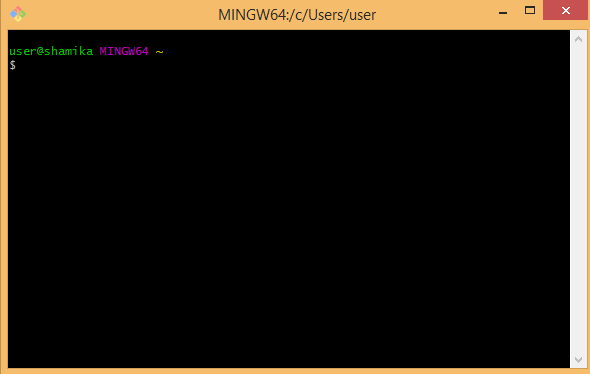 MINGW64:/c/Users/user
user@shamika MINGW64 ~
$